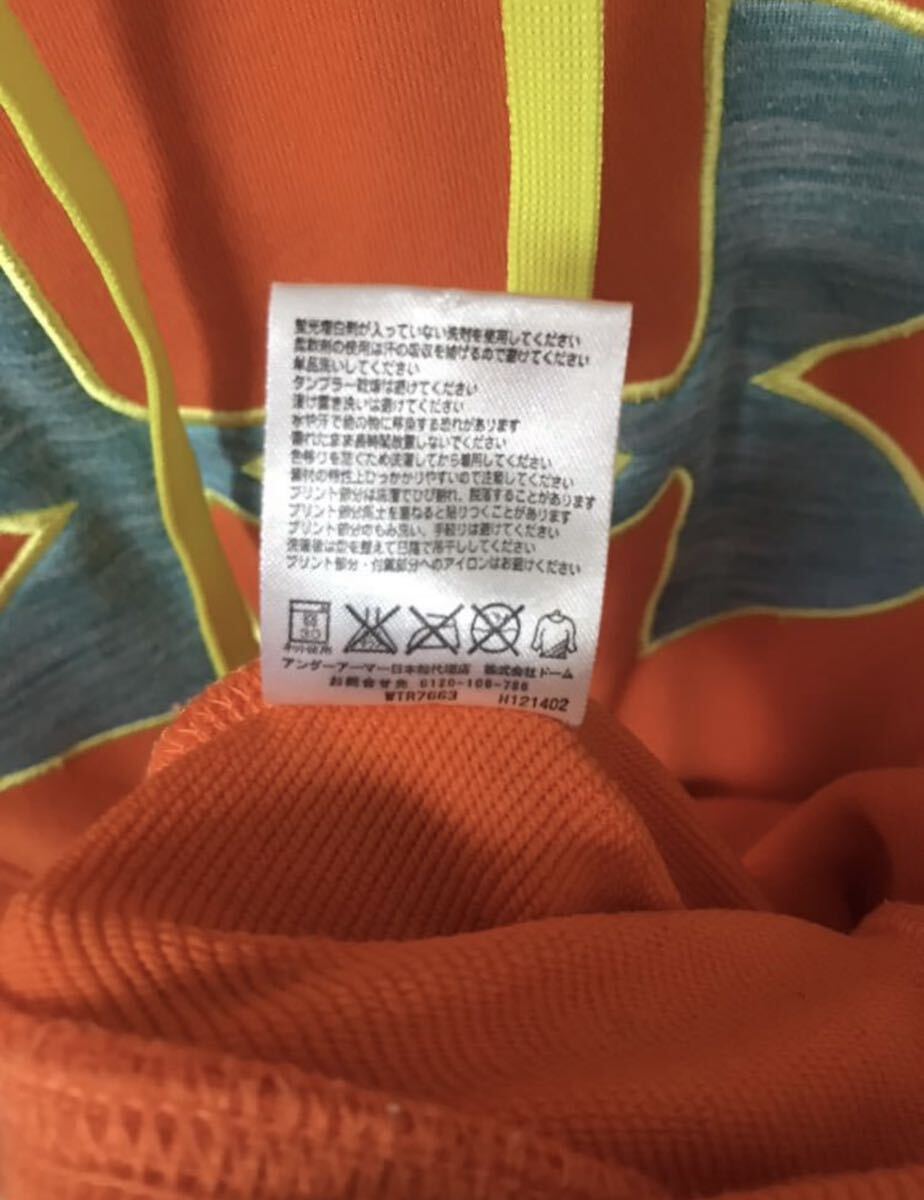 蛍光増白剤が入っていない洗剤を使用してください
柔軟剤の使用は汗の吸収を妨げるので避けてください
単品洗いしてください
タンブラー乾燥は避けてください
漬け置き洗いは避けてください
水や汗で他の物に移染する恐れがあります
濡れたまま長時間放置しないでください
色移りを防ぐため洗濯してから着用してください
素材の特性上ひっかかりやすいので注意してください
プリント部分は洗濯でひび割れ、脱落することがあります
プリント部分同士を重ねると貼りつくことがあります
プリント部分のもみ洗い、手絞りは避けてください
洗濯後は型を整えて日陰で吊干ししてください
プリント部分・付属部分へのアイロンはお避けください
ネット使用
アンダーアーマー日本総代理店 株式会社ドーム
お問合せ先 0120-106-786
WTR7663 H121402